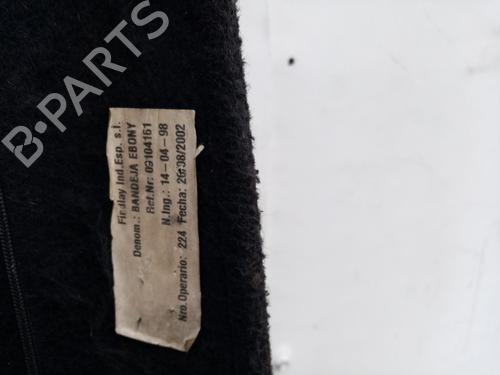 B-PARTS
Findlay Ind.Esp. s.l.
Denom.: BANDEJA EBONY
Ref.Nr: 09104161
N.Ing.: 14-04-98
Nro.Operario: 224 Fecha: 26/08/2002